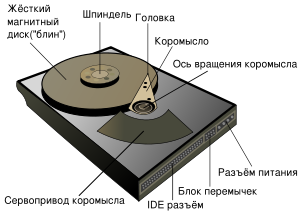 Жёсткий
магнитный
диск("блин")
Шпиндель
Головка
Коромысло
Ось вращения коромысла
Разъём питания
Блок перемычек
IDE разъём
Сервопривод коромысла